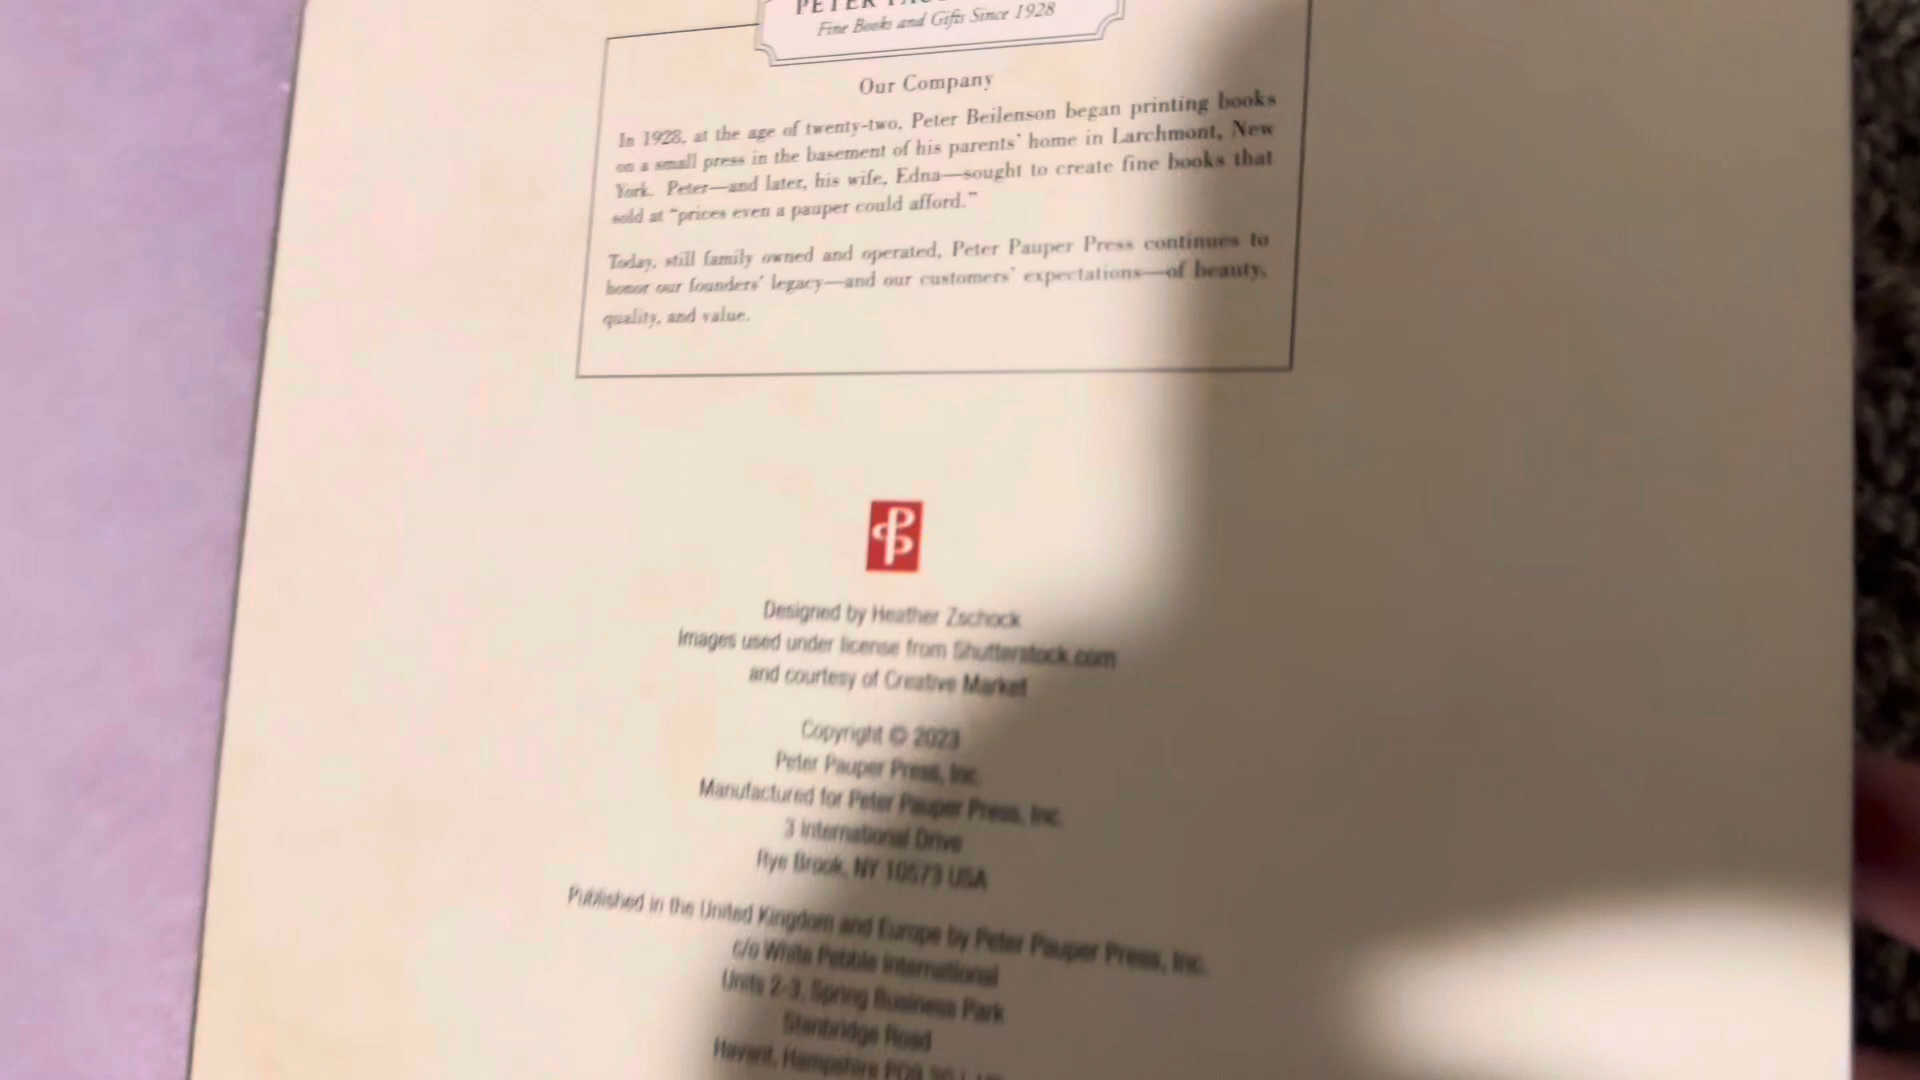 PETER
Fine Books and Gifts Since 1928
Our Company
In 1928, at the age of twenty-two, Peter Beilenson began printing books
on a small press in the basement of his parents' home in Larchmont, New
York. Peter—and later, his wife, Edna—sought to create fine books that
sold at “prices even a pauper could afford.”
Today, still family owned and operated, Peter Pauper Press continues to
honor our founders' legacy—and our customers' expectations—of beauty,
quality, and value.
Designed by Heather Zschock
Images used under license from Shutterstock.com
and courtesy of Creative Market
Copyright © 2023
Peter Pauper Press, Inc.
Manufactured for Peter Pauper Press, Inc.
3 International Drive
Rye Brook, NY 10573 USA
Published in the United Kingdom and Europe by Peter Pauper Press, Inc.
c/o White Pebble International
Units 2-3, Spring Business Park
Stanbridge Road
Havant, Hampshire